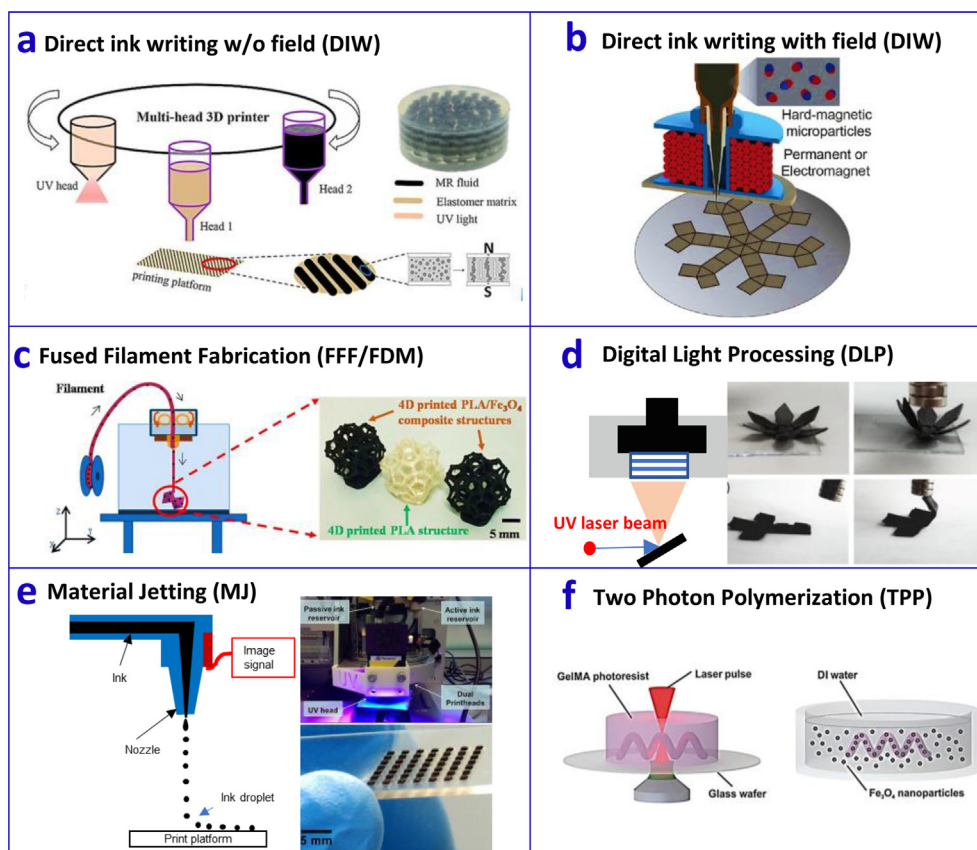 a Direct ink writing w/o field (DIW)
Multi-head 3D printer
UV head
Head 1
Head 2
MR fluid
Elastomer matrix
UV light
printing platform
N
S
b Direct ink writing with field (DIW)
Hard-magnetic
microparticles
Permanent or
Electromagnet
c Fused Filament Fabrication (FFF/FDM)
Filament
Z
Y
X
4D printed PLA/Fe₃O₄
composite structures
4D printed PLA structure
5 mm
d Digital Light Processing (DLP)
UV laser beam
e Material Jetting (MJ)
Ink
Image
signal
Nozzle
Ink droplet
Print platform
Passive ink
reservoir
Active ink
reservoir
UV
UV head
Dual
Printheads
5 mm
f Two Photon Polymerization (TPP)
GelMA photoresist
Laser pulse
Glass wafer
DI water
Fe₃O₄ nanoparticles